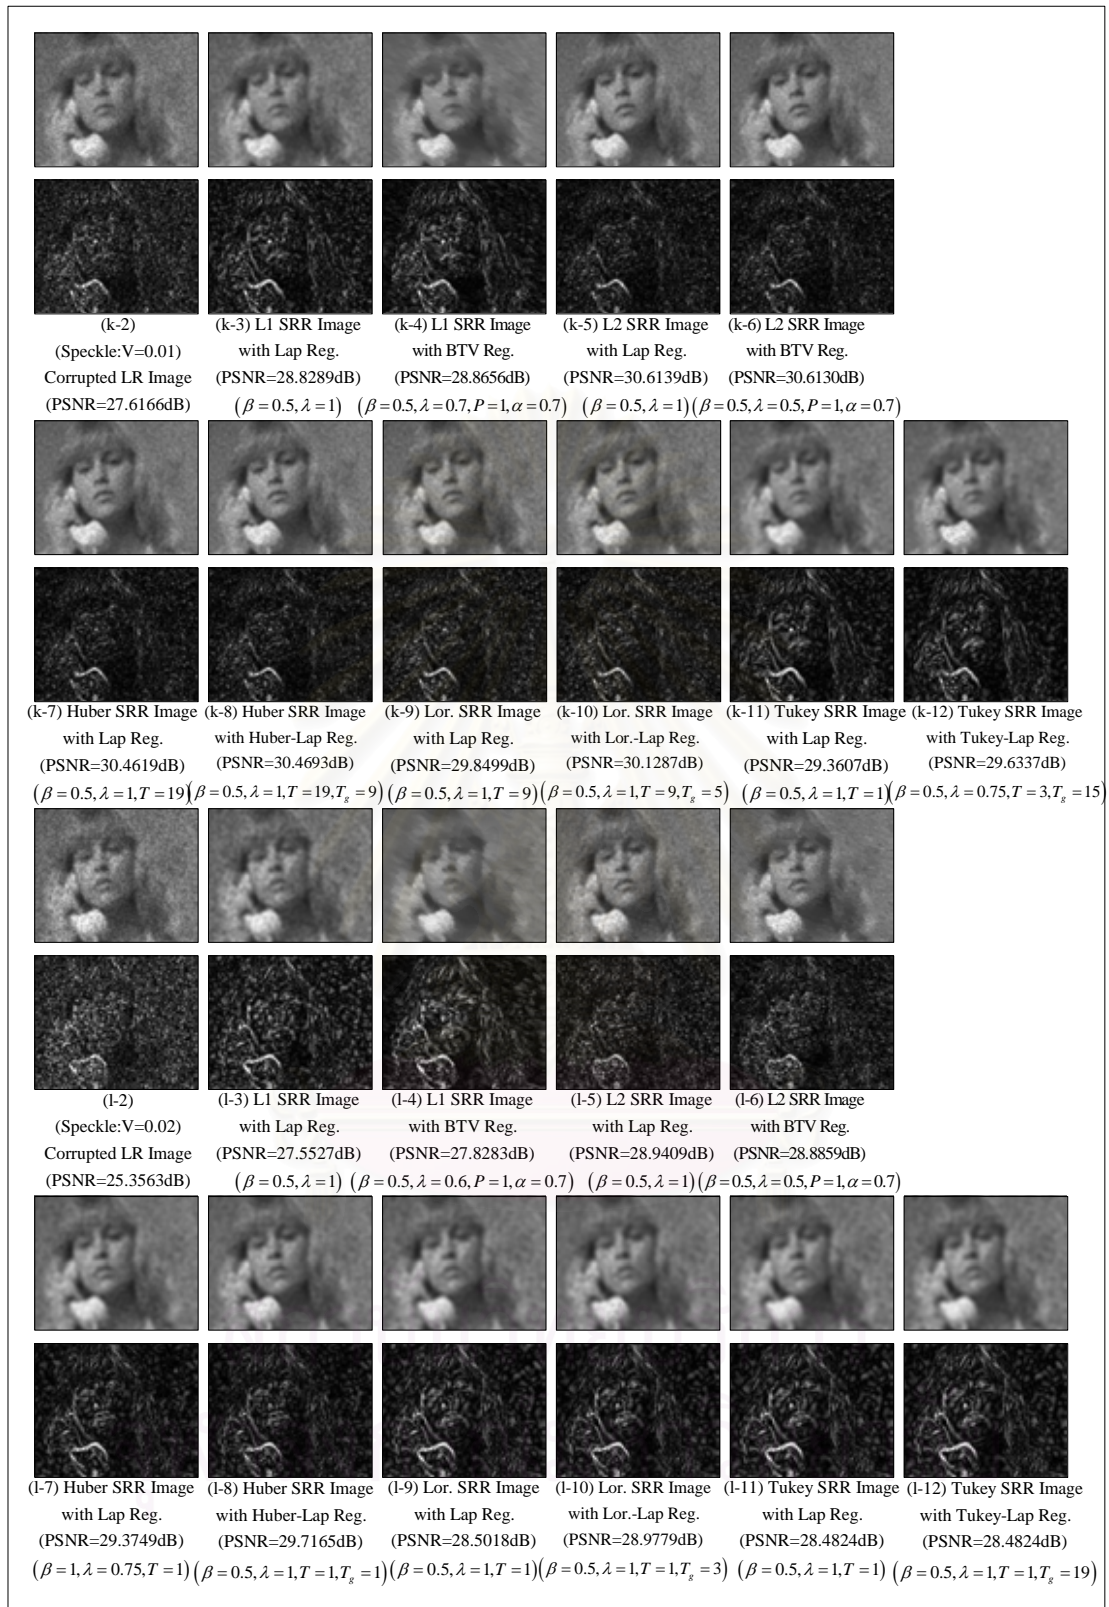 (k-2)
(Speckle:V=0.01)
Corrupted LR Image
(PSNR=27.6166dB)
(k-3) L1 SRR Image
with Lap Reg.
(PSNR=28.8289dB)
(β = 0.5, λ = 1)
(k-4) L1 SRR Image
with BTV Reg.
(PSNR=28.8656dB)
(β = 0.5, λ = 0.7, P = 1, α = 0.7)
(k-5) L2 SRR Image
with Lap Reg.
(PSNR=30.6139dB)
(β = 0.5, λ = 1)
(k-6) L2 SRR Image
with BTV Reg.
(PSNR=30.6130dB)
(β = 0.5, λ = 0.5, P = 1, α = 0.7)
(k-7) Huber SRR Image
with Lap Reg.
(PSNR=30.4619dB)
(β = 0.5, λ = 1, T = 19)
(k-8) Huber SRR Image
with Huber-Lap Reg.
(PSNR=30.4693dB)
(β = 0.5, λ = 1, T = 19, T_g = 9)
(k-9) Lor. SRR Image
with Lap Reg.
(PSNR=29.8499dB)
(β = 0.5, λ = 1, T = 9)
(k-10) Lor. SRR Image
with Lor.-Lap Reg.
(PSNR=30.1287dB)
(β = 0.5, λ = 1, T = 9, T_g = 5)
(k-11) Tukey SRR Image
with Lap Reg.
(PSNR=29.3607dB)
(β = 0.5, λ = 1, T = 1)
(k-12) Tukey SRR Image
with Tukey-Lap Reg.
(PSNR=29.6337dB)
(β = 0.5, λ = 0.75, T = 3, T_g = 15)
(l-2)
(Speckle:V=0.02)
Corrupted LR Image
(PSNR=25.3563dB)
(l-3) L1 SRR Image
with Lap Reg.
(PSNR=27.5527dB)
(β = 0.5, λ = 1)
(l-4) L1 SRR Image
with BTV Reg.
(PSNR=27.8283dB)
(β = 0.5, λ = 0.6, P = 1, α = 0.7)
(l-5) L2 SRR Image
with Lap Reg.
(PSNR=28.9409dB)
(β = 0.5, λ = 1)
(l-6) L2 SRR Image
with BTV Reg.
(PSNR=28.8859dB)
(β = 0.5, λ = 0.5, P = 1, α = 0.7)
(l-7) Huber SRR Image
with Lap Reg.
(PSNR=29.3749dB)
(β = 1, λ = 0.75, T = 1)
(l-8) Huber SRR Image
with Huber-Lap Reg.
(PSNR=29.7165dB)
(β = 0.5, λ = 1, T = 1, T_g = 1)
(l-9) Lor. SRR Image
with Lap Reg.
(PSNR=28.5018dB)
(β = 0.5, λ = 1, T = 1)
(l-10) Lor. SRR Image
with Lor.-Lap Reg.
(PSNR=28.9779dB)
(β = 0.5, λ = 1, T = 1, T_g = 3)
(l-11) Tukey SRR Image
with Lap Reg.
(PSNR=28.4824dB)
(β = 0.5, λ = 1, T = 1)
(l-12) Tukey SRR Image
with Tukey-Lap Reg.
(PSNR=28.4824dB)
(β = 0.5, λ = 1, T = 1, T_g = 19)